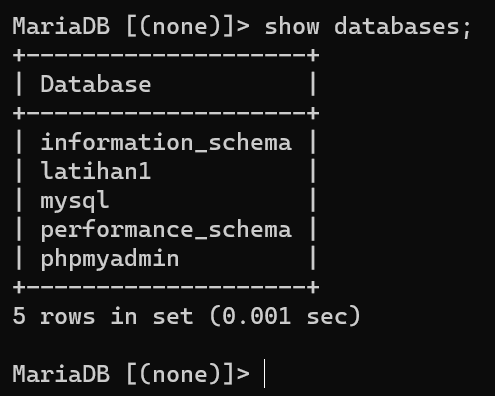 MariaDB [(none)]> show databases;
+--------------------+
| Database           |
+--------------------+
| information_schema |
| latihan1           |
| mysql              |
| performance_schema |
| phpmyadmin         |
+--------------------+
5 rows in set (0.001 sec)

MariaDB [(none)]>